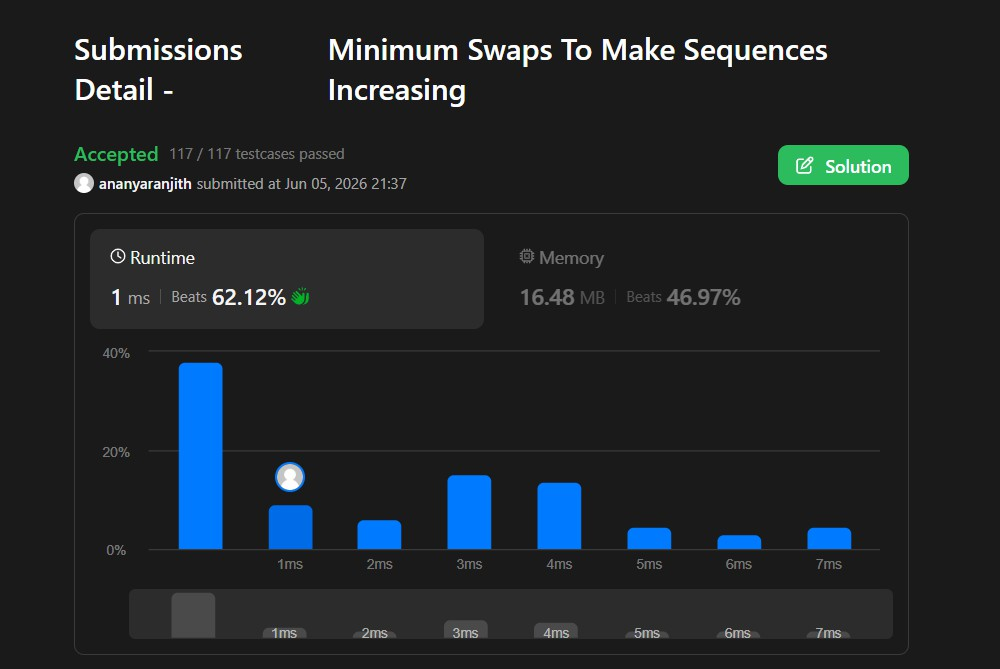 Submissions Detail -
Minimum Swaps To Make Sequences Increasing
Accepted 117 / 117 testcases passed
ananyaranjith submitted at Jun 05, 2026 21:37
Solution
Runtime
1 ms | Beats 62.12%
Memory
16.48 MB | Beats 46.97%
40%
20%
0%
1ms 2ms 3ms 4ms 5ms 6ms 7ms
1ms 2ms 3ms 4ms 5ms 6ms 7ms